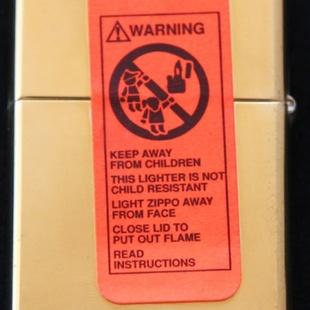 WARNING
KEEP AWAY
FROM CHILDREN
THIS LIGHTER IS NOT
CHILD RESISTANT
LIGHT ZIPPO AWAY
FROM FACE
CLOSE LID TO
PUT OUT FLAME
READ
INSTRUCTIONS